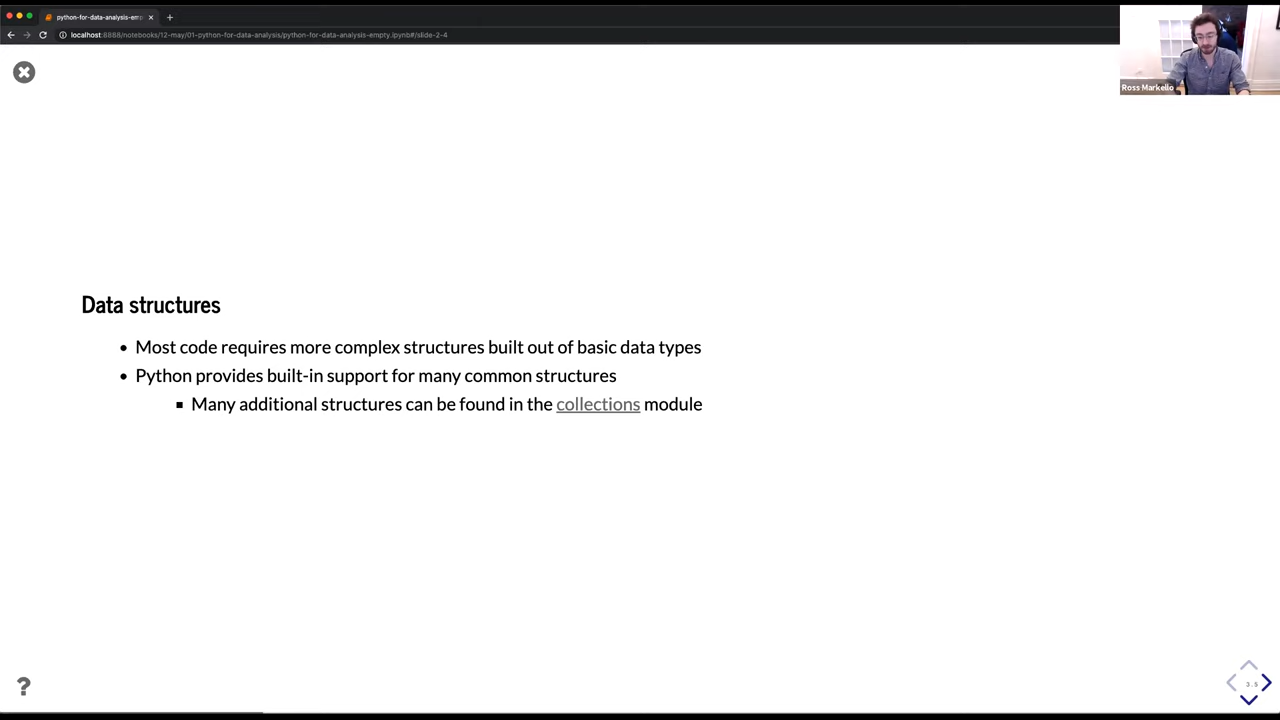 python-for-data-analysis-emp
localhost:8888/notebooks/12-may/01-python-for-data-analysis/python-for-data-analysis-empty.ipynb#/slide-2-4
Ross Markello
Data structures
Most code requires more complex structures built out of basic data types
Python provides built-in support for many common structures
Many additional structures can be found in the collections module
?
3.5